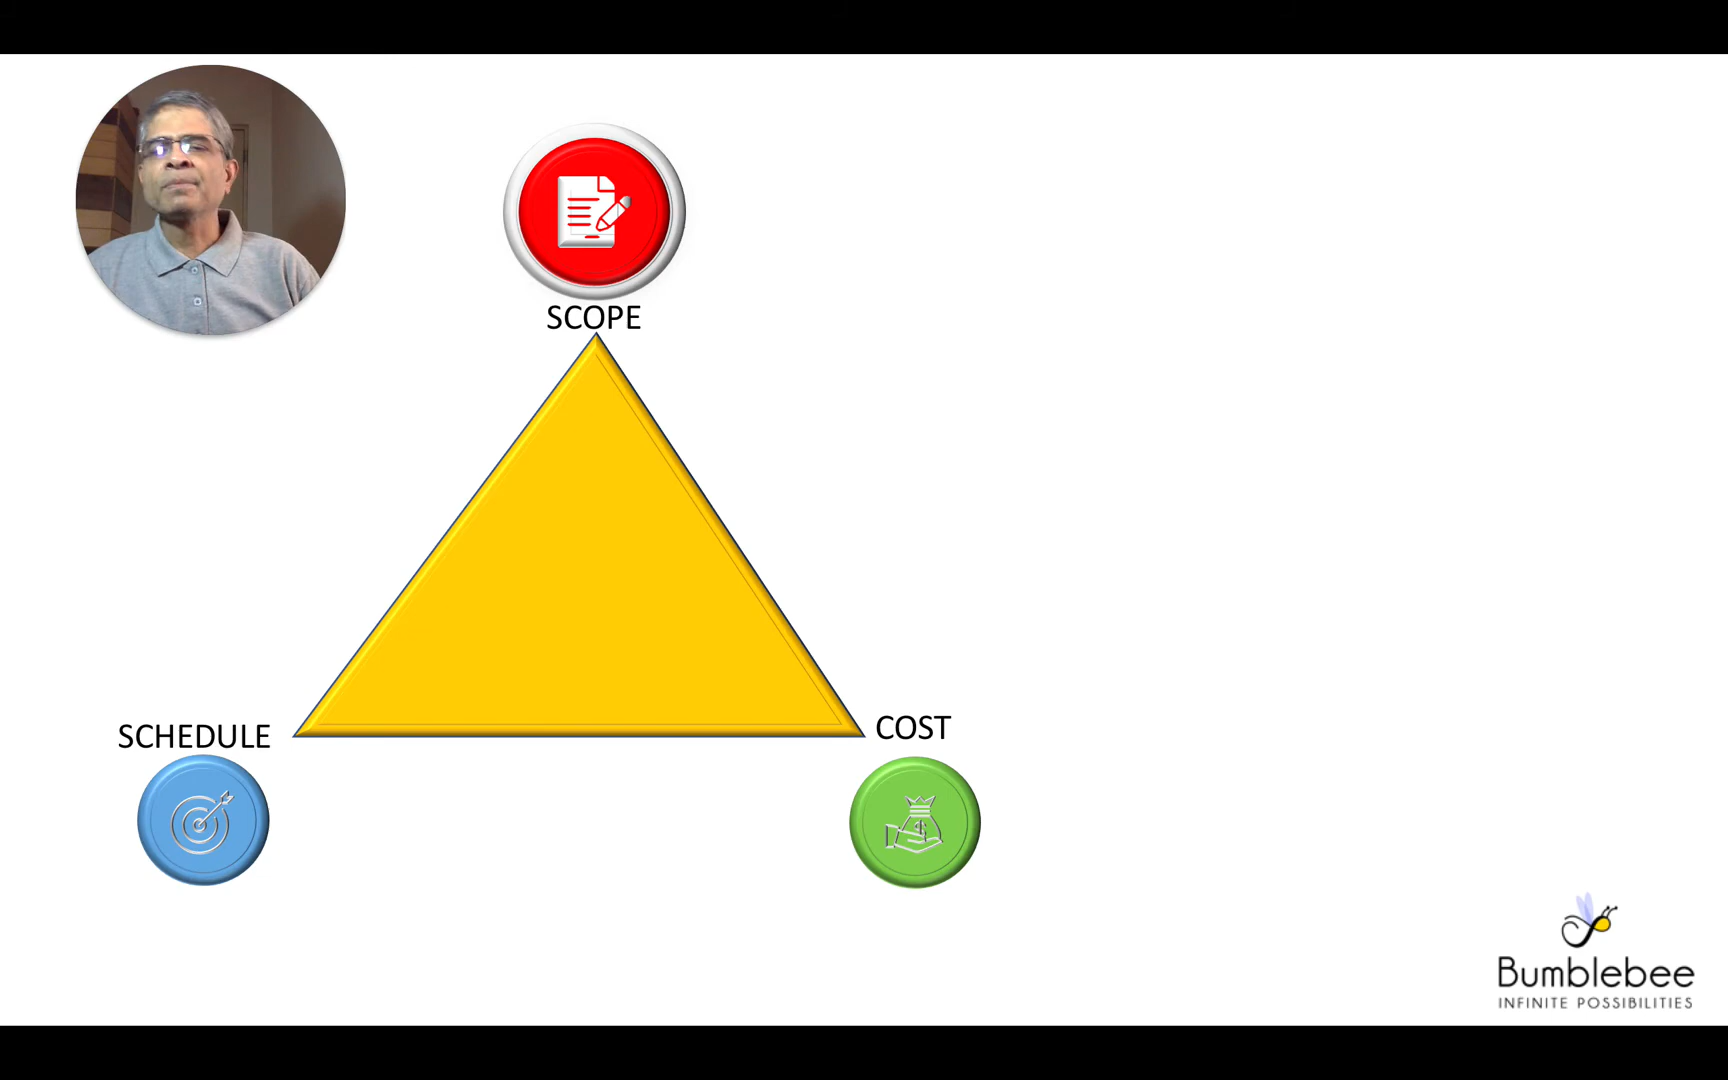 SCOPE
SCHEDULE
COST
$
Bumblebee
INFINITE POSSIBILITIES